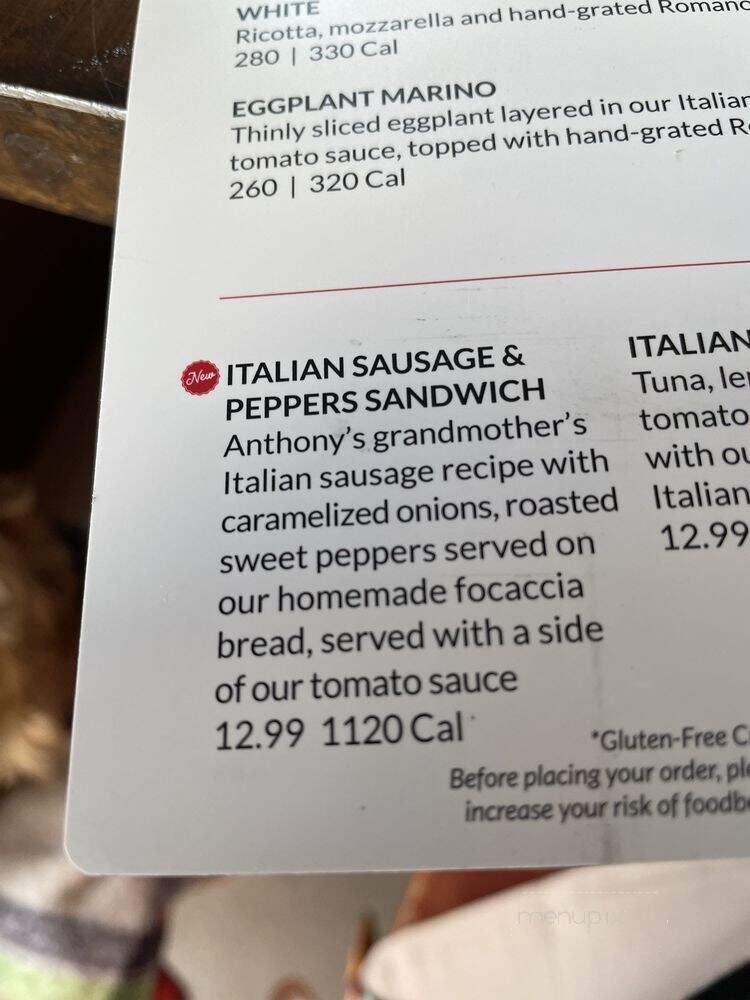 WHITE
Ricotta, mozzarella and hand-grated Romano
280 | 330 Cal
EGGPLANT MARINO
Thinly sliced eggplant layered in our Italian
tomato sauce, topped with hand-grated
260 | 320 Cal
New
ITALIAN SAUSAGE &
PEPPERS SANDWICH
Anthony's grandmother's
Italian sausage recipe with
caramelized onions, roasted
sweet peppers served on
our homemade focaccia
bread, served with a side
of our tomato sauce
12.99 1120 Cal
ITALIAN
Tuna,
tomato
with
Italian
12.99
*Gluten-Free
Before placing your order,
increase your risk of